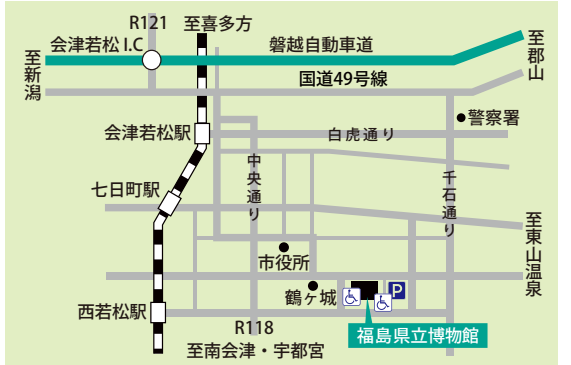 R121
至喜多方
会津若松 I.C
磐越自動車道
至郡山
至新潟
国道49号線
警察署
会津若松駅
白虎通り
中央通り
千石通り
七日町駅
至東山温泉
市役所
鶴ヶ城
P
西若松駅
R118
福島県立博物館
至南会津・宇都宮